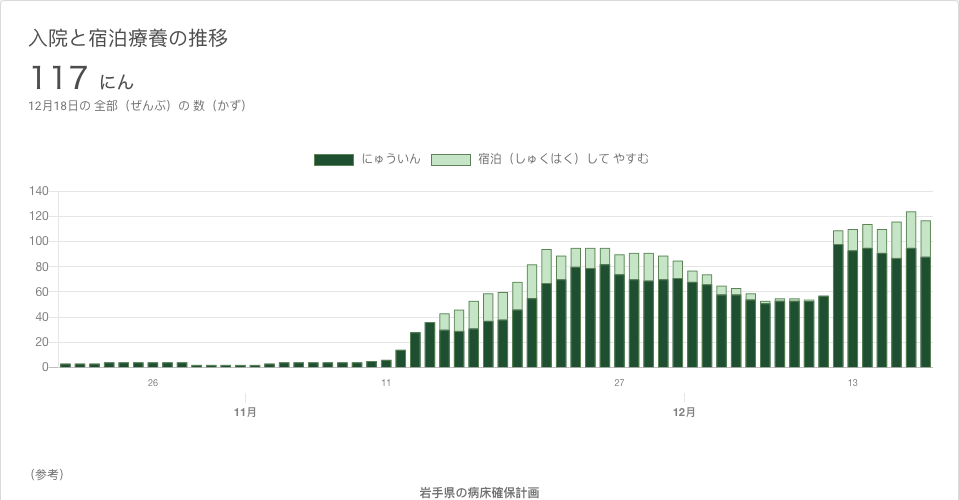 入院と宿泊療養の推移
117 にん
12月18日の 全部（ぜんぶ）の 数（かず）
にゅういん 宿泊（しゅくはく）して やすむ
140
120
100
80
60
40
20
0
26 11 27 13
11月 12月
（参考）
岩手県の病床確保計画